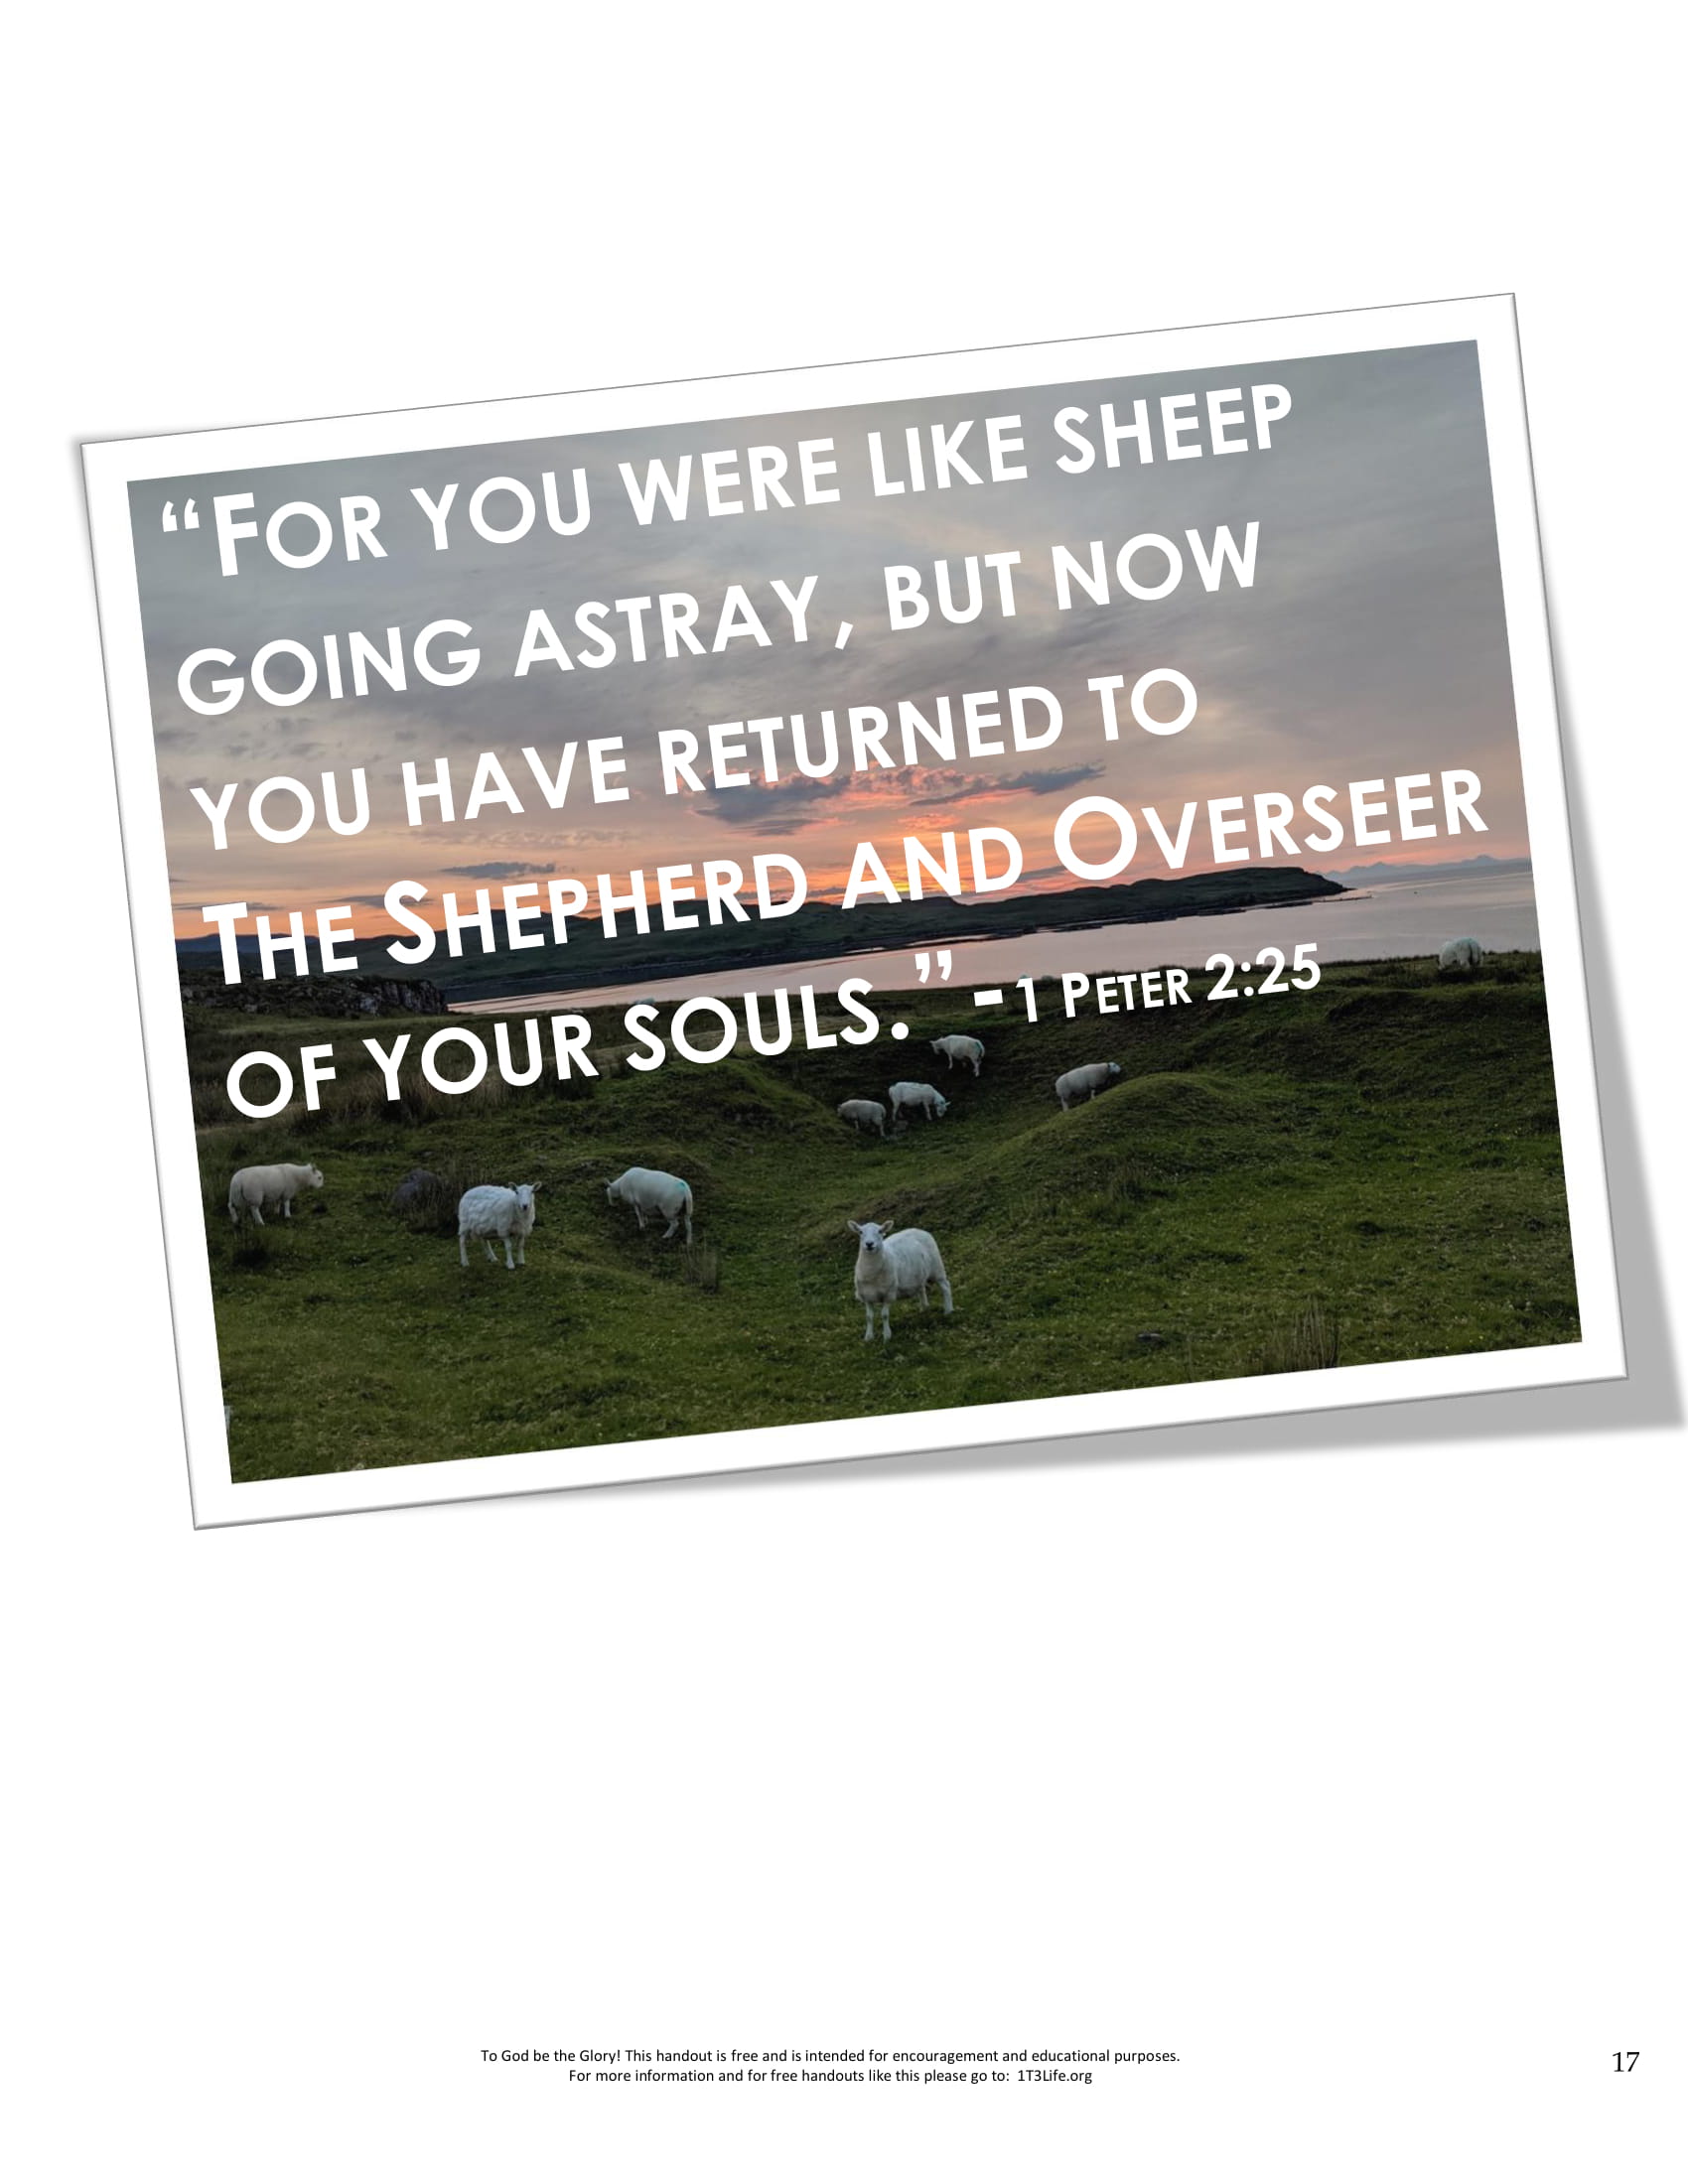 “FOR YOU WERE LIKE SHEEP
GOING ASTRAY, BUT NOW
YOU HAVE RETURNED TO
THE SHEPHERD AND OVERSEER
OF YOUR SOULS.” -1 PETER 2:25
To God be the Glory! This handout is free and is intended for encouragement and educational purposes.
For more information and for free handouts like this please go to: 1T3Life.org
17